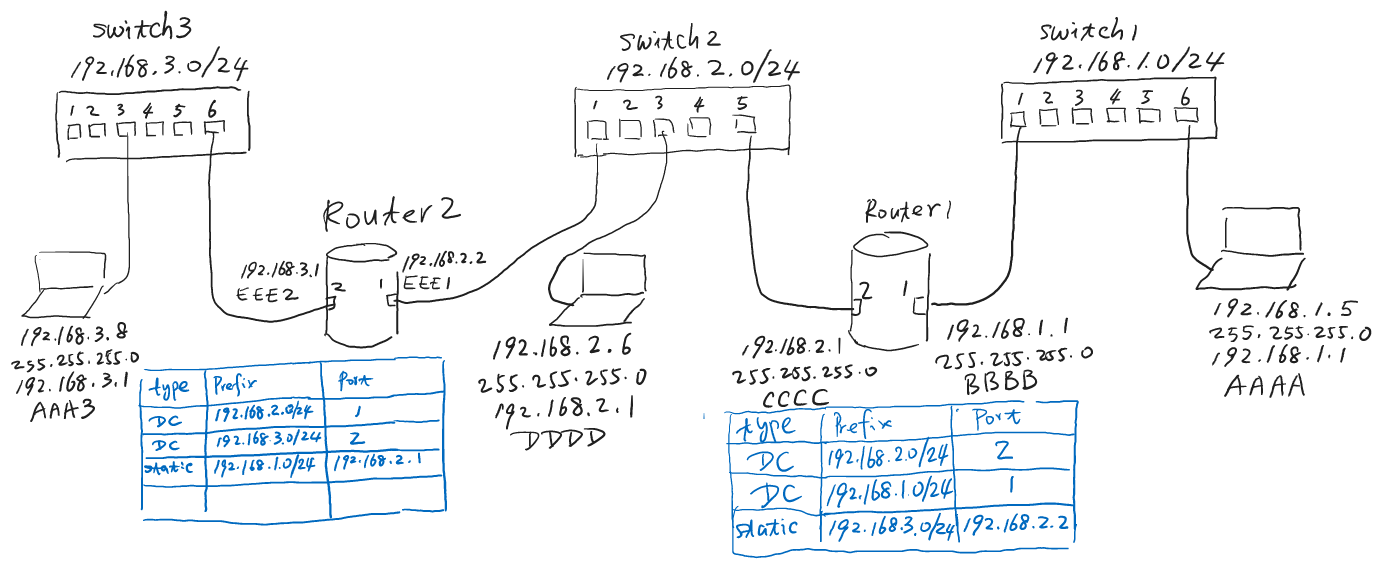 switch3
192.168.3.0/24
1 2 3 4 5 6
switch2
192.168.2.0/24
1 2 3 4 5
switch1
192.168.1.0/24
1 2 3 4 5 6
Router2
192.168.3.1
EEE2
2 1
192.168.2.2
EEE1
Router1
2 1
192.168.3.8
255.255.255.0
192.168.3.1
AAA3
192.168.2.6
255.255.255.0
192.168.2.1
DDDD
192.168.2.1
255.255.255.0
CCCC
192.168.1.1
255.255.255.0
BBBB
192.168.1.5
255.255.255.0
192.168.1.1
AAAA
type Prefix Port
DC 192.168.2.0/24 1
DC 192.168.3.0/24 2
static 192.168.1.0/24 192.168.2.1
type Prefix Port
DC 192.168.2.0/24 2
DC 192.168.1.0/24 1
static 192.168.3.0/24 192.168.2.2